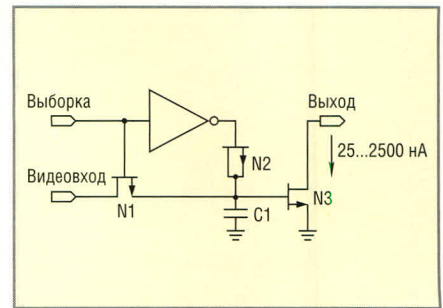 Выборка
Выход
25...2500 нА
N2
Видеовход
N1
C1
N3